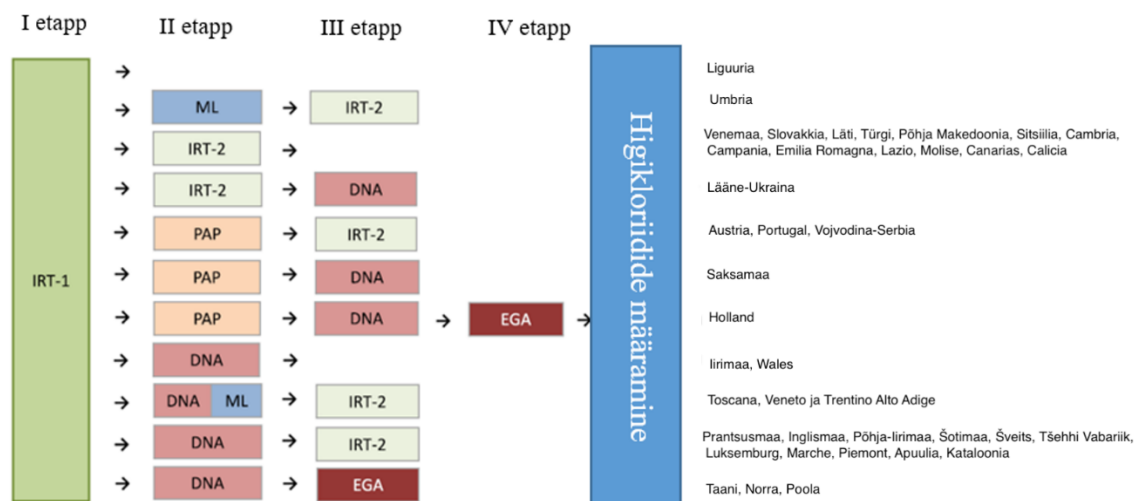 I etapp
II etapp
III etapp
IV etapp
IRT-1
Higikloriidide määramine
Liguuria
ML
IRT-2
Umbria
IRT-2
Venemaa, Slovakkia, Läti, Türgi, Põhja Makedoonia, Sitsiilia, Cambria,
Campania, Emilia Romagna, Lazio, Molise, Canarias, Calicia
IRT-2
DNA
Lääne-Ukraina
PAP
IRT-2
Austria, Portugal, Vojvodina-Serbia
PAP
DNA
Saksamaa
PAP
DNA
EGA
Holland
DNA
Iirimaa, Wales
DNA
ML
IRT-2
Toscana, Veneto ja Trentino Alto Adige
DNA
IRT-2
Prantsusmaa, Inglismaa, Põhja-Iirimaa, Šotimaa, Šveits, Tšehhi Vabariik,
Luksemburg, Marche, Piemont, Apuulia, Kataloonia
DNA
EGA
Taani, Norra, Poola